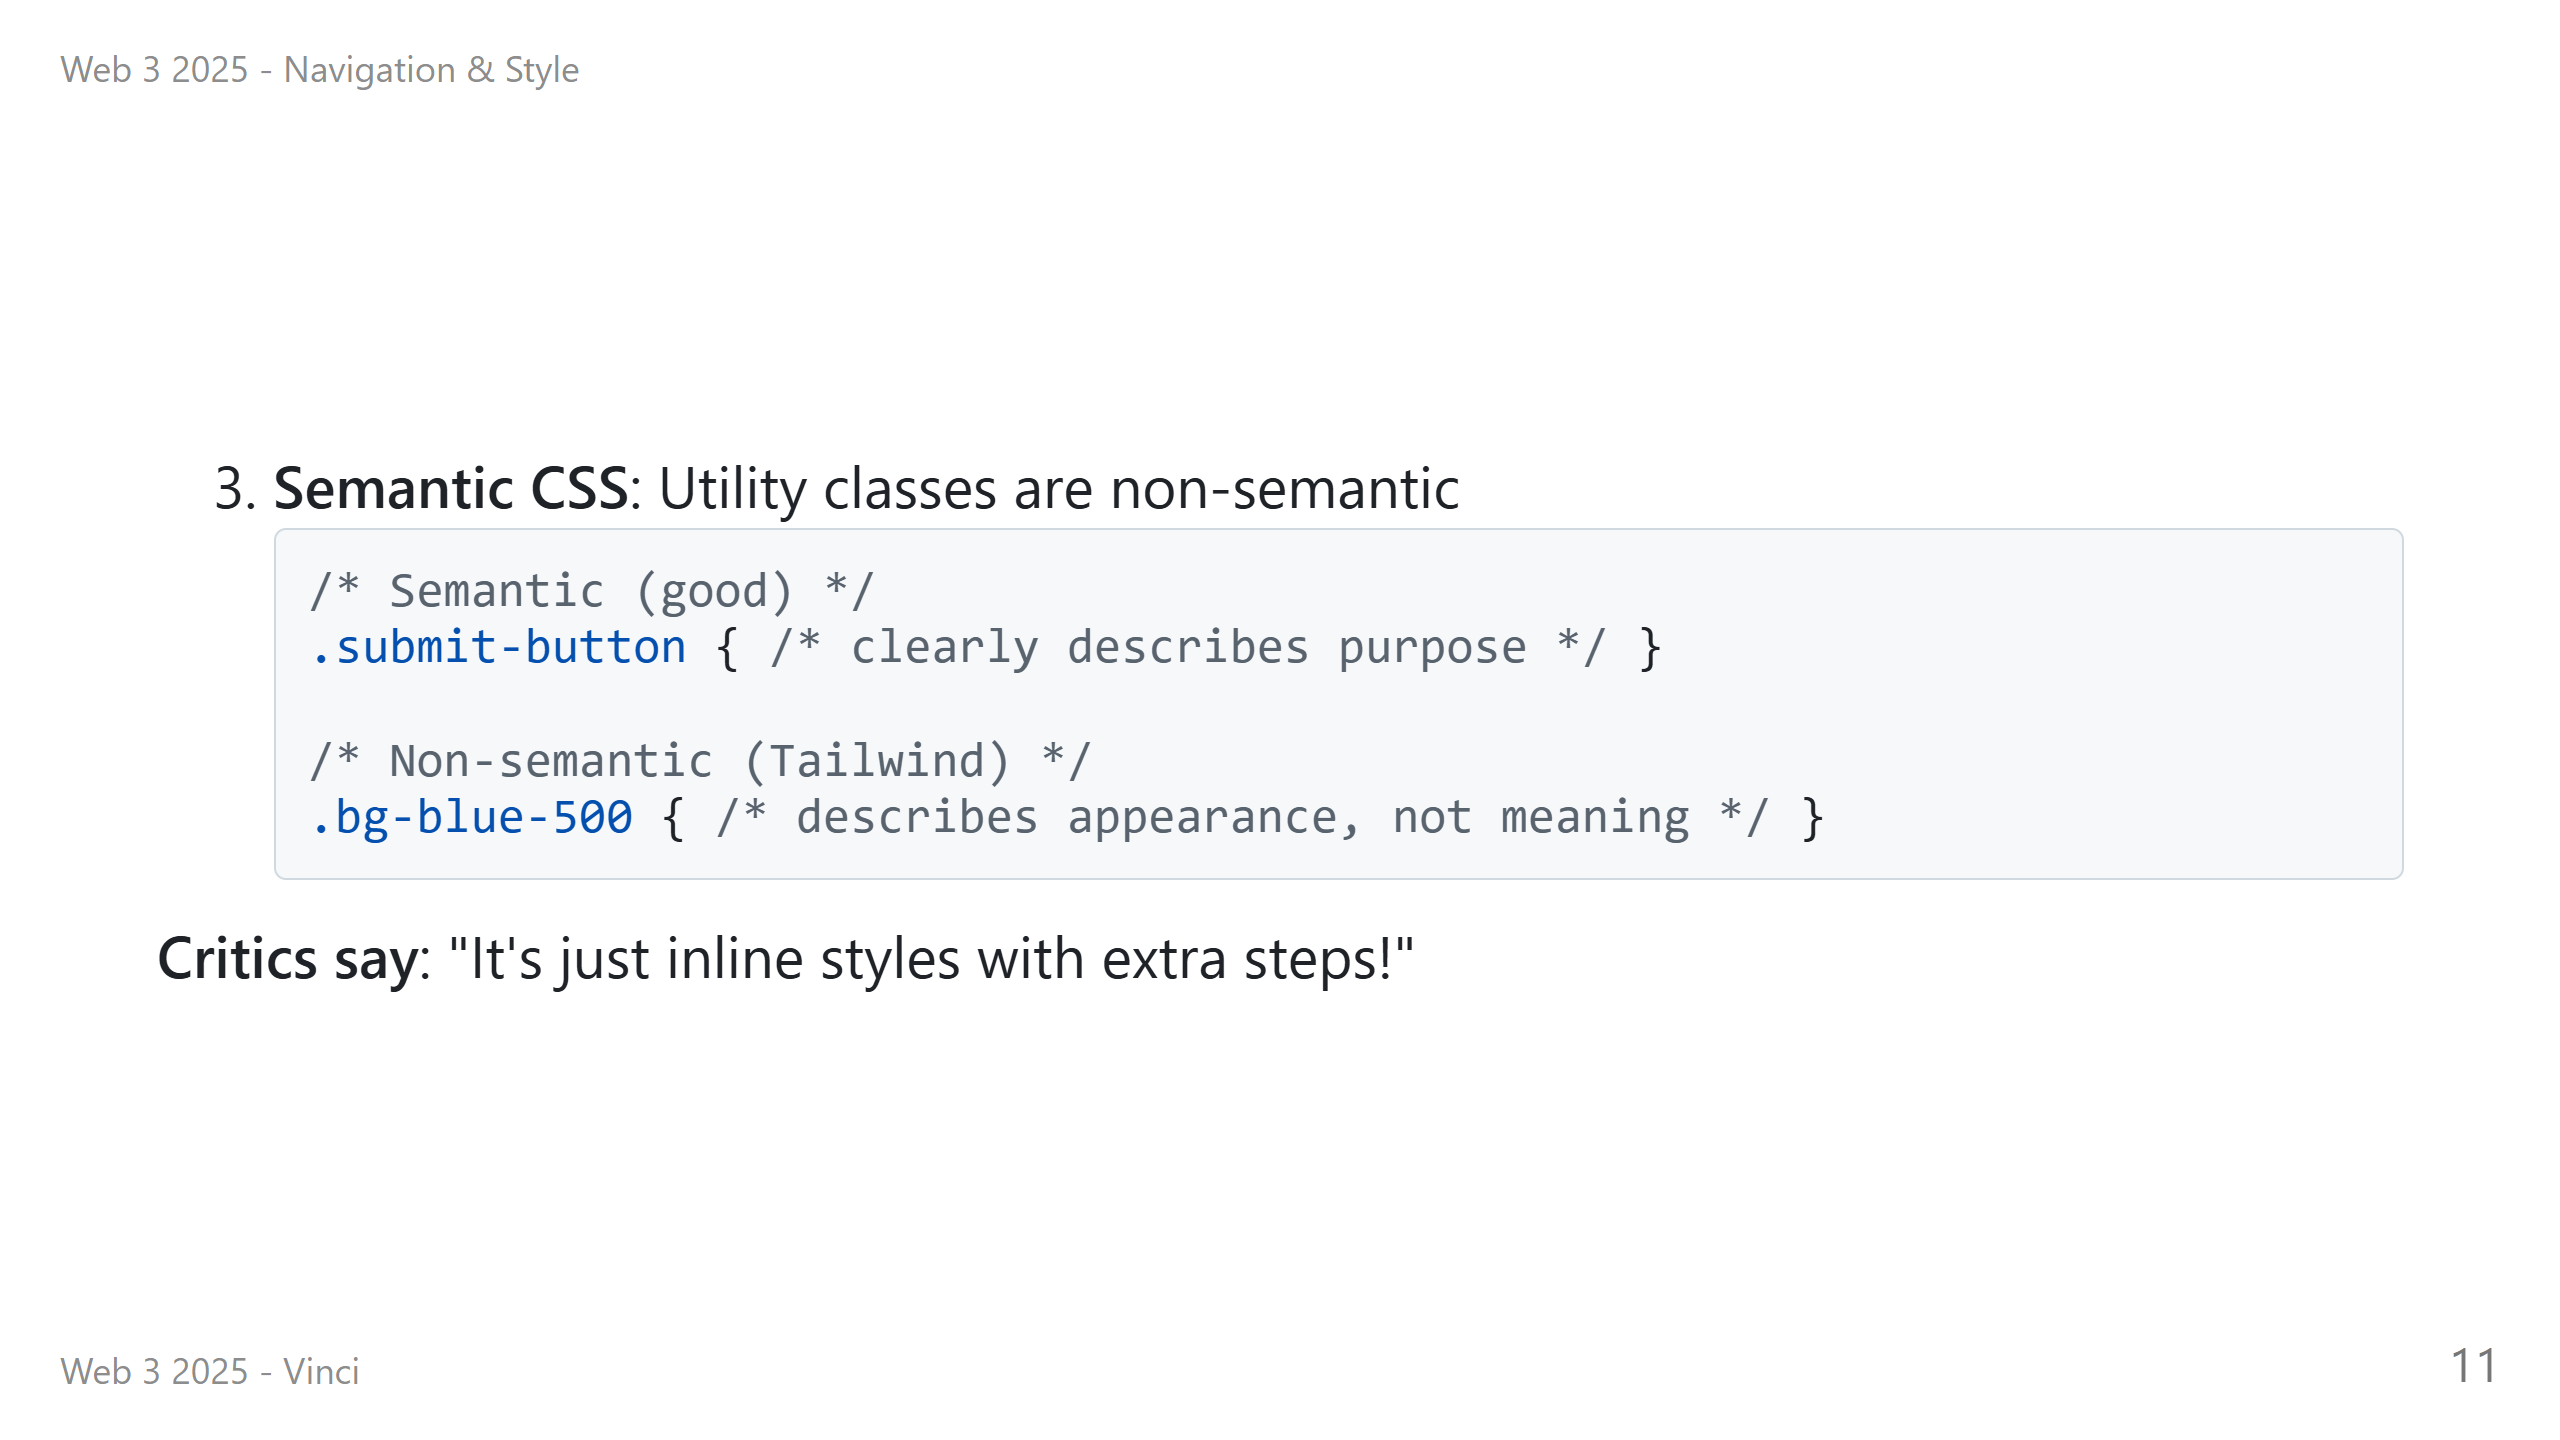 Web 3 2025 - Navigation & Style
3. Semantic CSS: Utility classes are non-semantic
/* Semantic (good) */
.submit-button { /* clearly describes purpose */ }
/* Non-semantic (Tailwind) */
.bg-blue-500 { /* describes appearance, not meaning */ }
Critics say: "It's just inline styles with extra steps!"
Web 3 2025 - Vinci
11